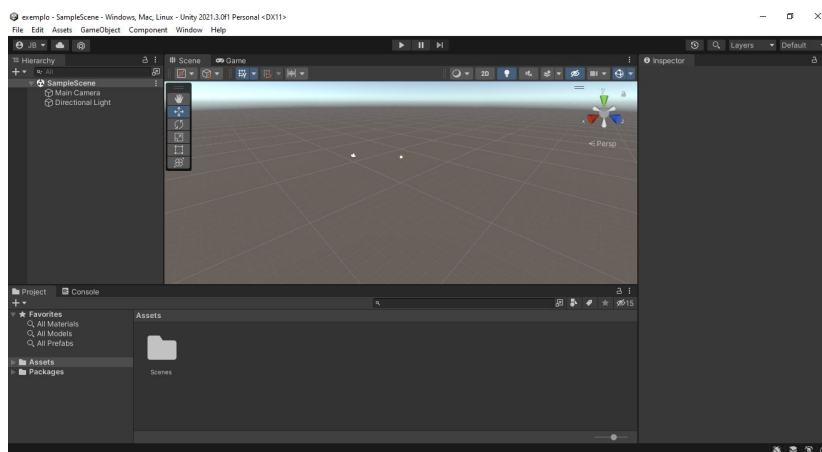 exemplo - SampleScene - Windows, Mac, Linux - Unity 2021.3.0f1 Personal <DX11>
File Edit Assets GameObject Component Window Help
JB Layers Default
Hierarchy Scene Game Inspector
All 2D
SampleScene
Main Camera
Directional Light
y
Persp
Project Console
15
Favorites Assets
All Materials
All Models
All Prefabs
Assets
Packages Scenes